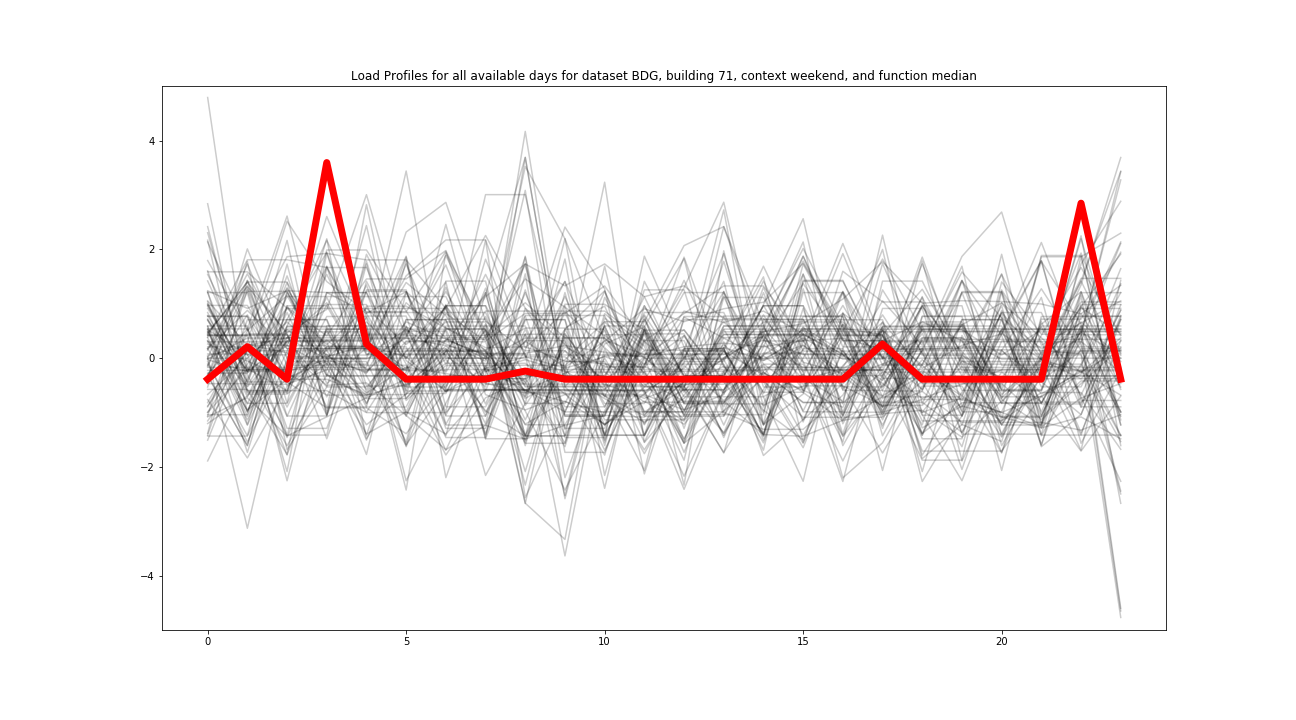 Load Profiles for all available days for dataset BDG, building 71, context weekend, and function median
4
2
0
−2
−4
0 5 10 15 20